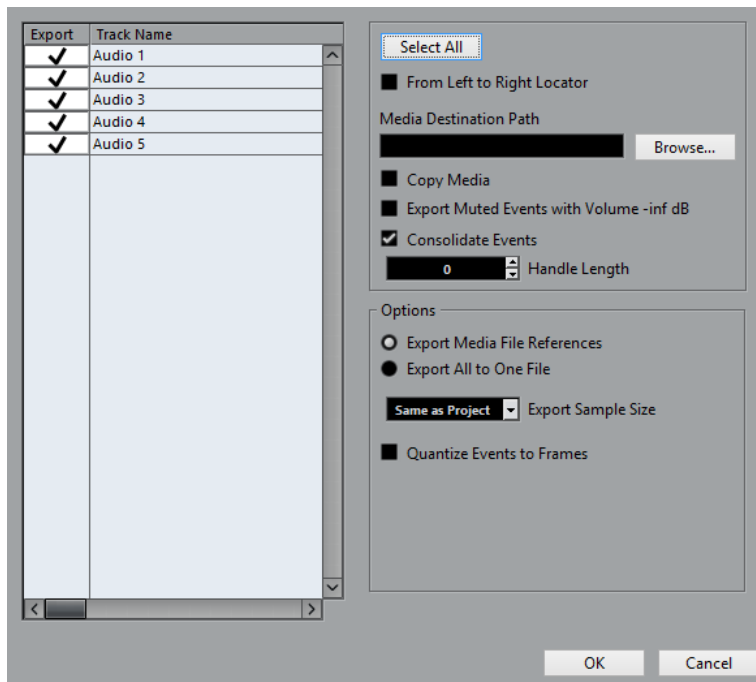 Export Track Name
Audio 1
Audio 2
Audio 3
Audio 4
Audio 5
Select All
From Left to Right Locator
Media Destination Path
Browse...
Copy Media
Export Muted Events with Volume -inf dB
Consolidate Events
0 Handle Length
Options
Export Media File References
Export All to One File
Same as Project Export Sample Size
Quantize Events to Frames
OK Cancel